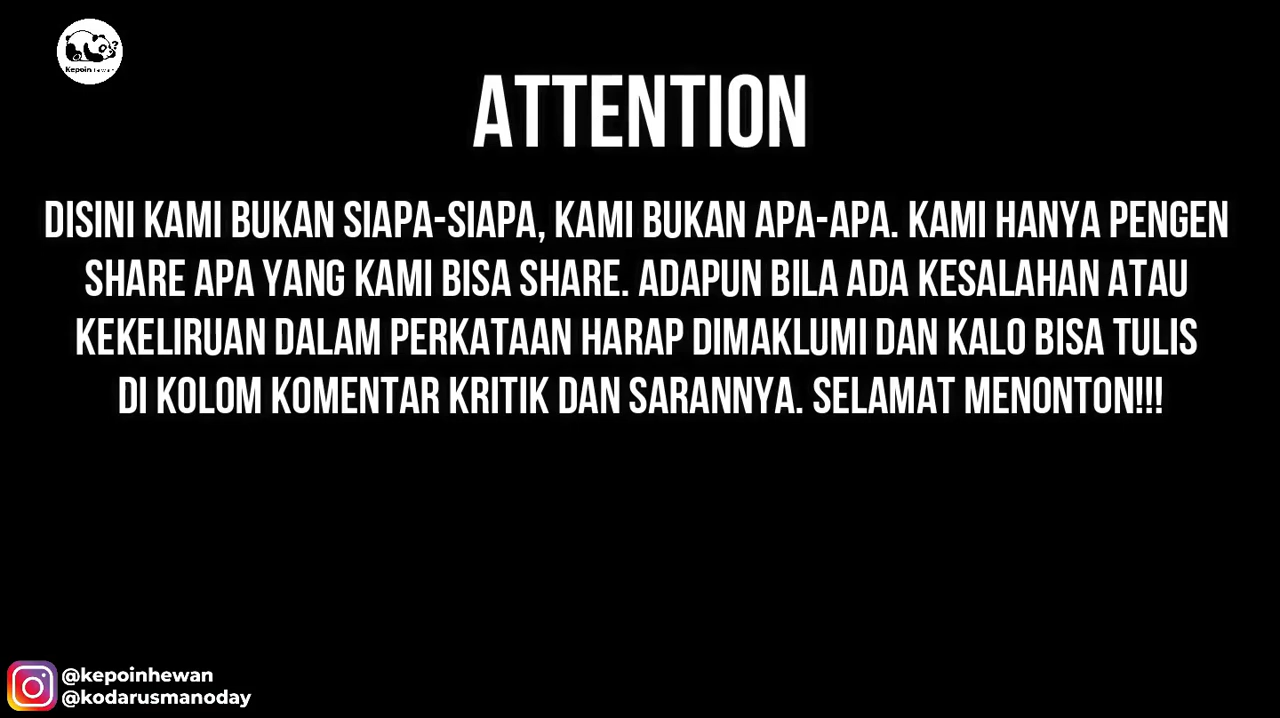 Kepoinhewan
ATTENTION
DISINI KAMI BUKAN SIAPA-SIAPA, KAMI BUKAN APA-APA. KAMI HANYA PENGEN
SHARE APA YANG KAMI BISA SHARE. ADAPUN BILA ADA KESALAHAN ATAU
KEKELIRUAN DALAM PERKATAAN HARAP DIMAKLUMI DAN KALO BISA TULIS
DI KOLOM KOMENTAR KRITIK DAN SARANNYA. SELAMAT MENONTON!!!
@kepoinhewan
@kodarusmanoday